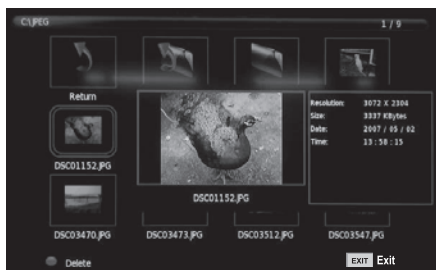 C:\JPEG 1 / 9
Return
Resolution: 3072 X 2304
Size: 3337 KBytes
Date: 2007 / 05 / 02
Time: 13 : 58 : 15
DSC01152.JPG
DSC01152.JPG
DSC03470.JPG DSC03473.JPG DSC03512.JPG DSC03547.JPG
Delete EXIT Exit